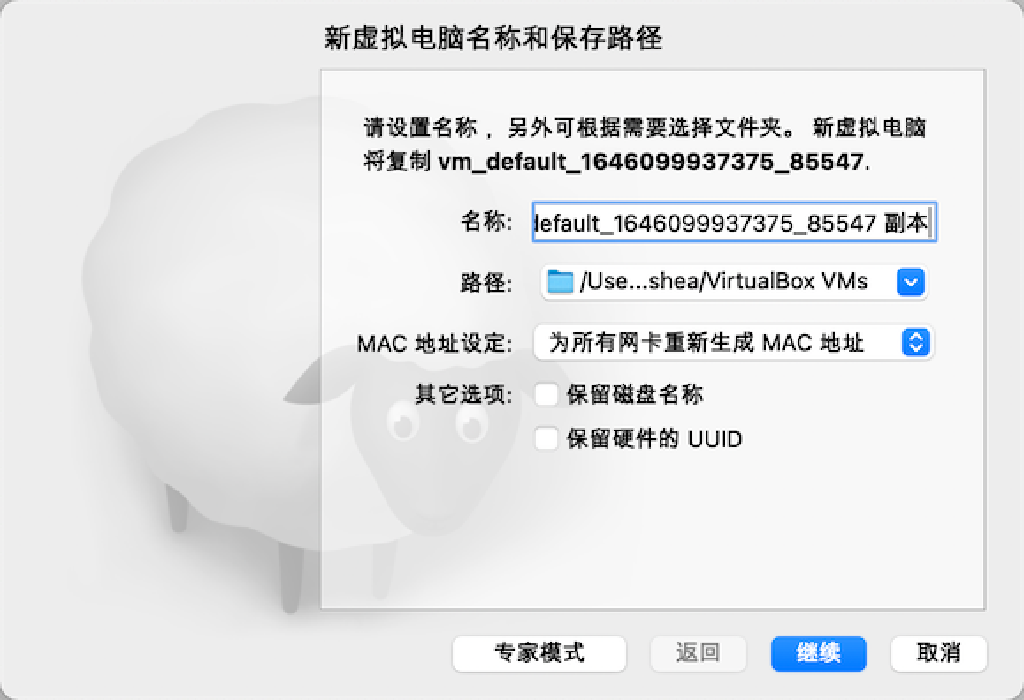 新虚拟电脑名称和保存路径
请设置名称，另外可根据需要选择文件夹。 新虚拟电脑
将复制 vm_default_1646099937375_85547.
名称: default_1646099937375_85547 副本
路径: /Use...shea/VirtualBox VMs
MAC 地址设定: 为所有网卡重新生成 MAC 地址
其它选项: 保留磁盘名称
保留硬件的 UUID
专家模式 返回 继续 取消